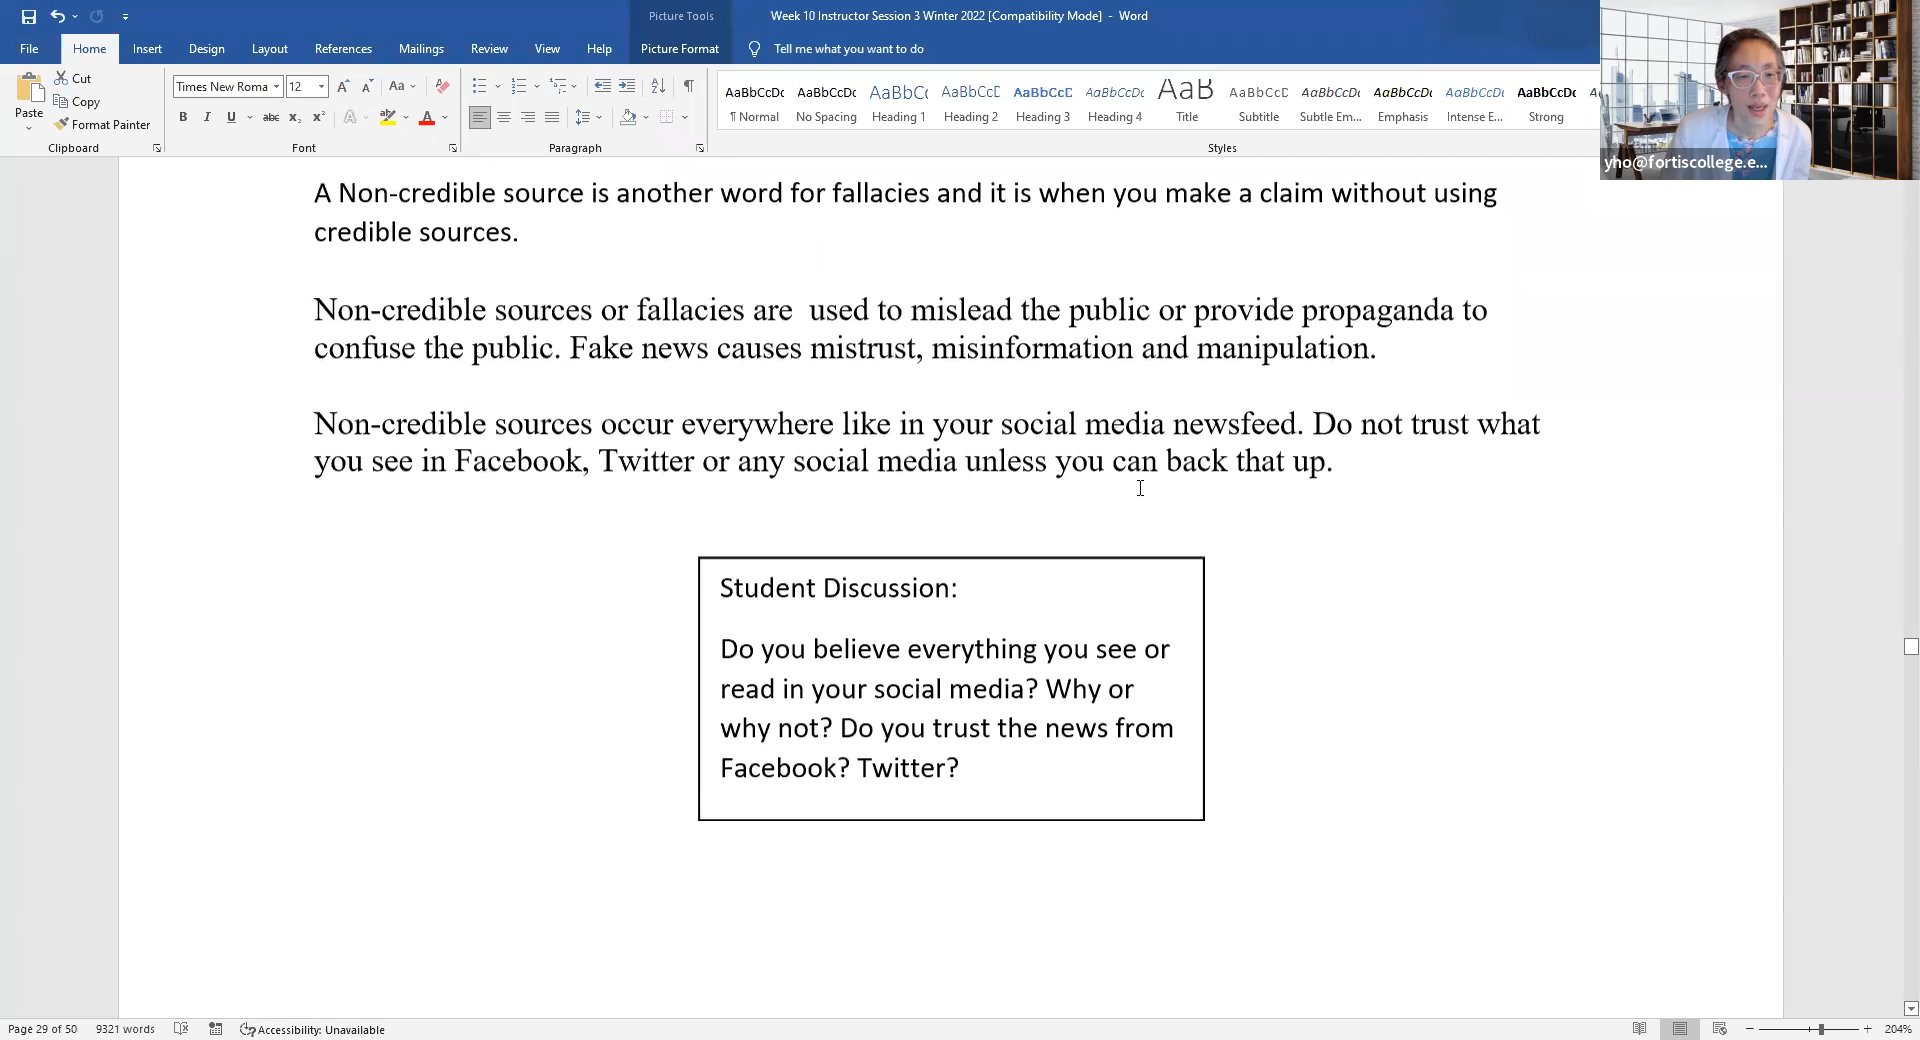 Picture Tools
Week 10 Instructor Session 3 Winter 2022 [Compatibility Mode] - Word
File Home Insert Design Layout References Mailings Review View Help Picture Format Tell me what you want to do
Paste
Cut
Copy
Format Painter
Clipboard
Times New Roma 12
Font
Paragraph
AaBbCcDc AaBbCcDc AaBbC AaBbCcD AaBbCcD AaBbCcDc AaB AaBbCcD AaBbCcDc AaBbCcDc AaBbCcDc AaBbCcDc
¶ Normal No Spacing Heading 1 Heading 2 Heading 3 Heading 4 Title Subtitle Subtle Em... Emphasis Intense E... Strong
Styles
yho@fortiscollege.e...
A Non-credible source is another word for fallacies and it is when you make a claim without using
credible sources.
Non-credible sources or fallacies are  used to mislead the public or provide propaganda to
confuse the public. Fake news causes mistrust, misinformation and manipulation.
Non-credible sources occur everywhere like in your social media newsfeed. Do not trust what
you see in Facebook, Twitter or any social media unless you can back that up.
Student Discussion:
Do you believe everything you see or
read in your social media? Why or
why not? Do you trust the news from
Facebook? Twitter?
Page 29 of 50 9321 words Accessibility: Unavailable 204%